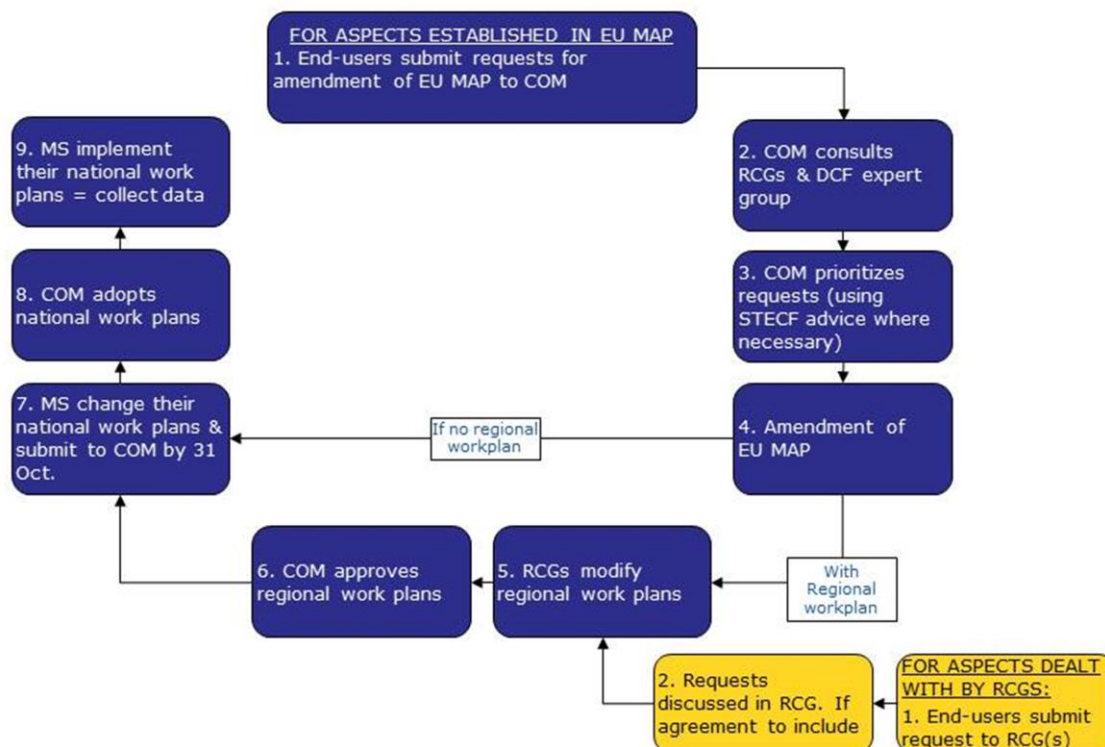 FOR ASPECTS ESTABLISHED IN EU MAP
1. End-users submit requests for
amendment of EU MAP to COM
2. COM consults
RCGs & DCF expert
group
3. COM prioritizes
requests (using
STECF advice where
necessary)
4. Amendment of
EU MAP
If no regional
workplan
With
Regional
workplan
5. RCGs modify
regional work plans
6. COM approves
regional work plans
7. MS change their
national work plans &
submit to COM by 31
Oct.
8. COM adopts
national work plans
9. MS implement
their national work
plans = collect data
FOR ASPECTS DEALT
WITH BY RCGS:
1. End-users submit
request to RCG(s)
2. Requests
discussed in RCG. If
agreement to include